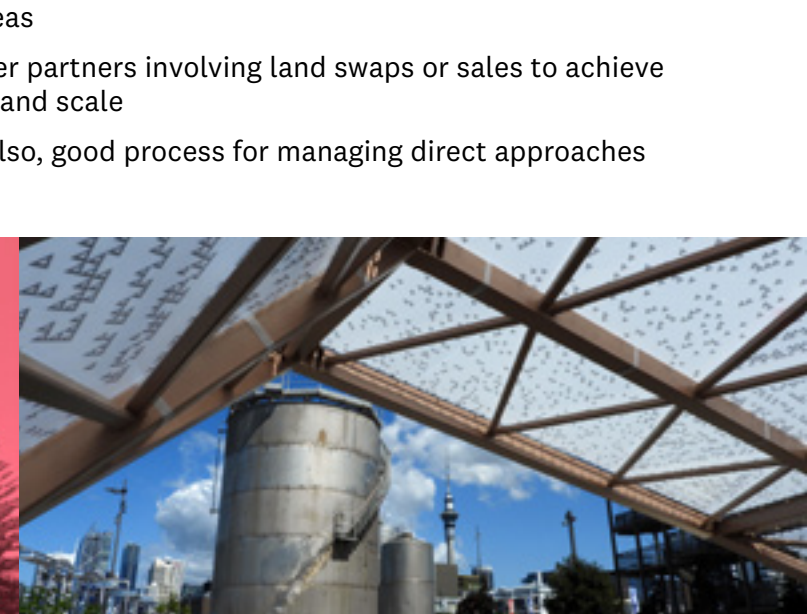 eas
er partners involving land swaps or sales to achieve
and scale
lso, good process for managing direct approaches